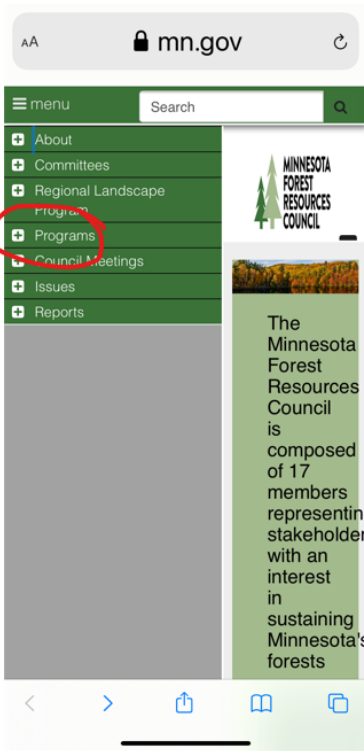 AA mn.gov
menu Search
About
Committees
Regional Landscape
Program
Programs
Council Meetings
Issues
Reports
MINNESOTA
FOREST
RESOURCES
COUNCIL
The
Minnesota
Forest
Resources
Council
is
composed
of 17
members
representin
stakeholder
with an
interest
in
sustaining
Minnesota's
forests